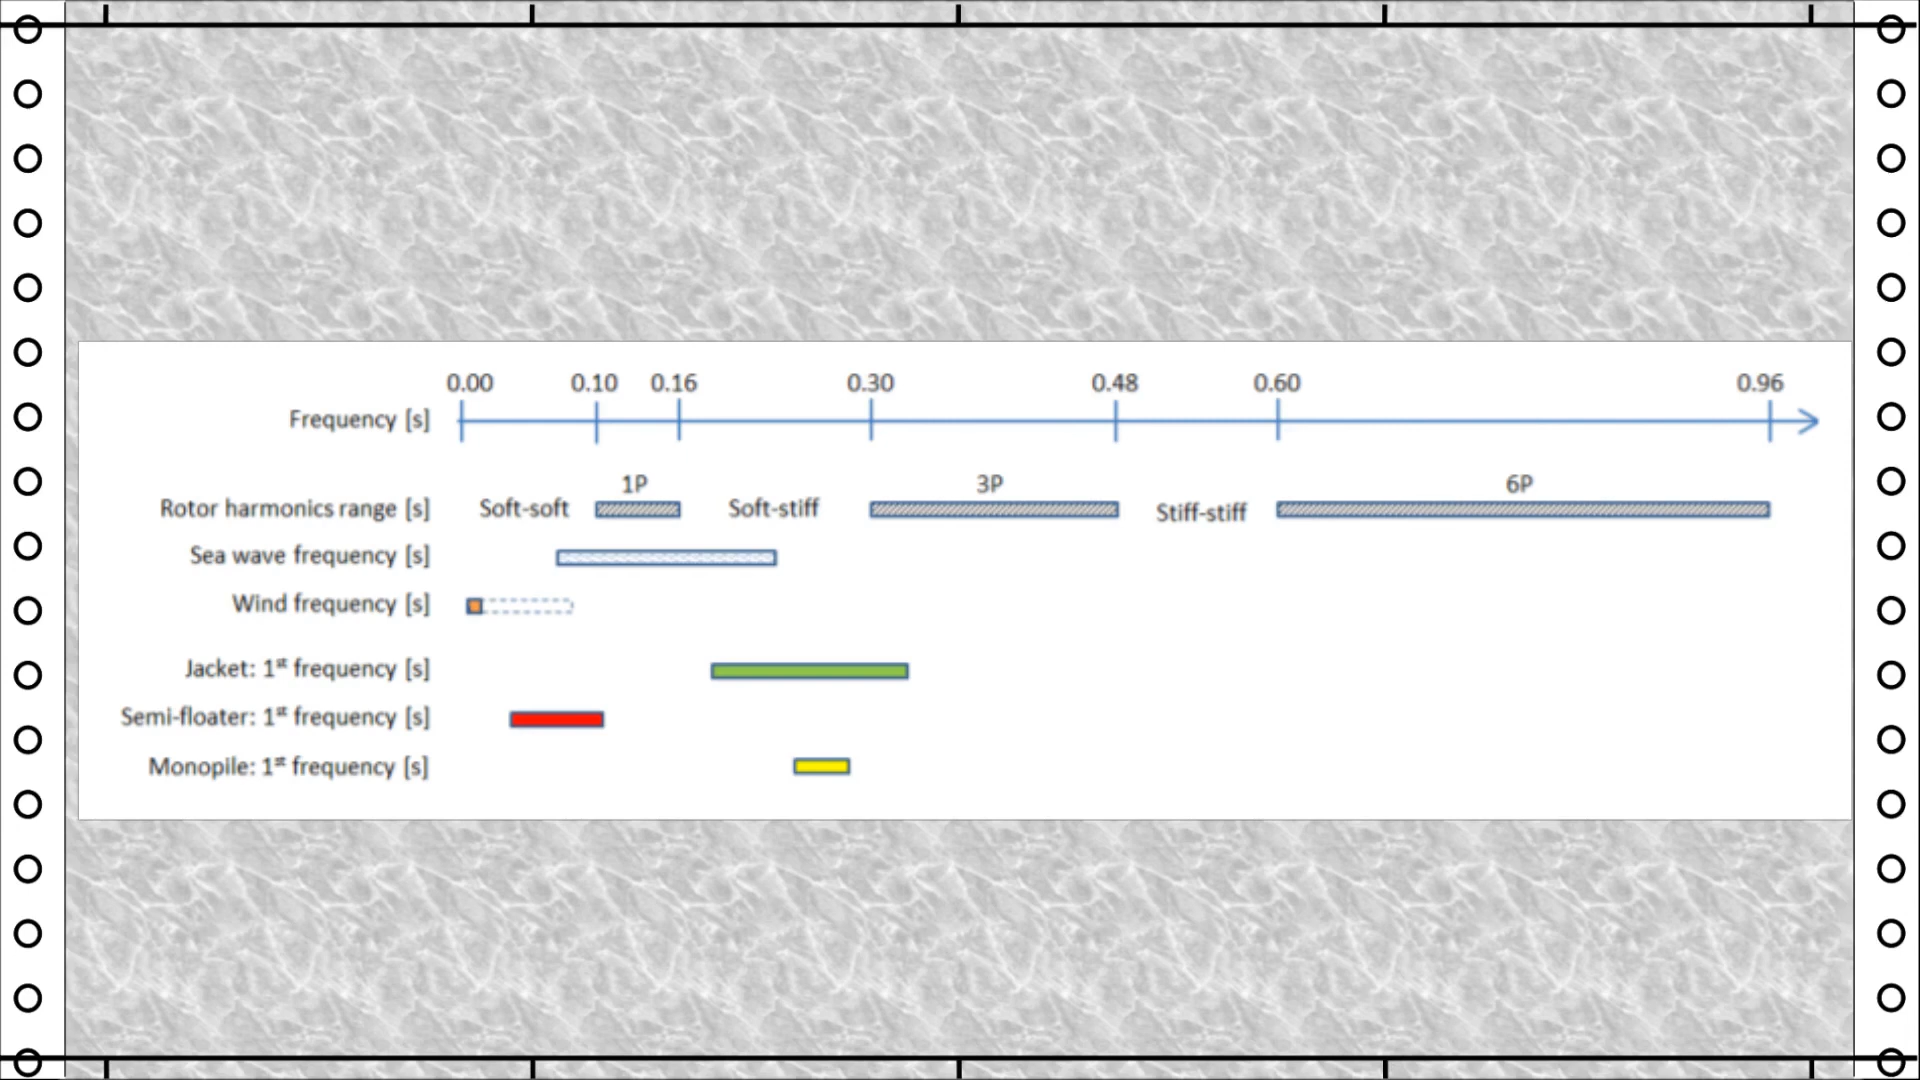 0.00 0.10 0.16 0.30 0.48 0.60 0.96
Frequency [s]
1P 3P 6P
Rotor harmonics range [s] Soft-soft Soft-stiff Stiff-stiff
Sea wave frequency [s]
Wind frequency [s]
Jacket: 1st frequency [s]
Semi-floater: 1st frequency [s]
Monopile: 1st frequency [s]